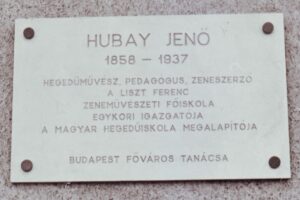 HUBAY JENŐ
1858 – 1937
HEGEDŰMŰVÉSZ, PEDAGÓGUS, ZENESZERZŐ
A LISZT FERENC
ZENEMŰVÉSZETI FŐISKOLA
EGYKORI IGAZGATÓJA
A MAGYAR HEGEDŰISKOLA MEGALAPÍTÓJA
BUDAPEST FŐVÁROS TANÁCSA